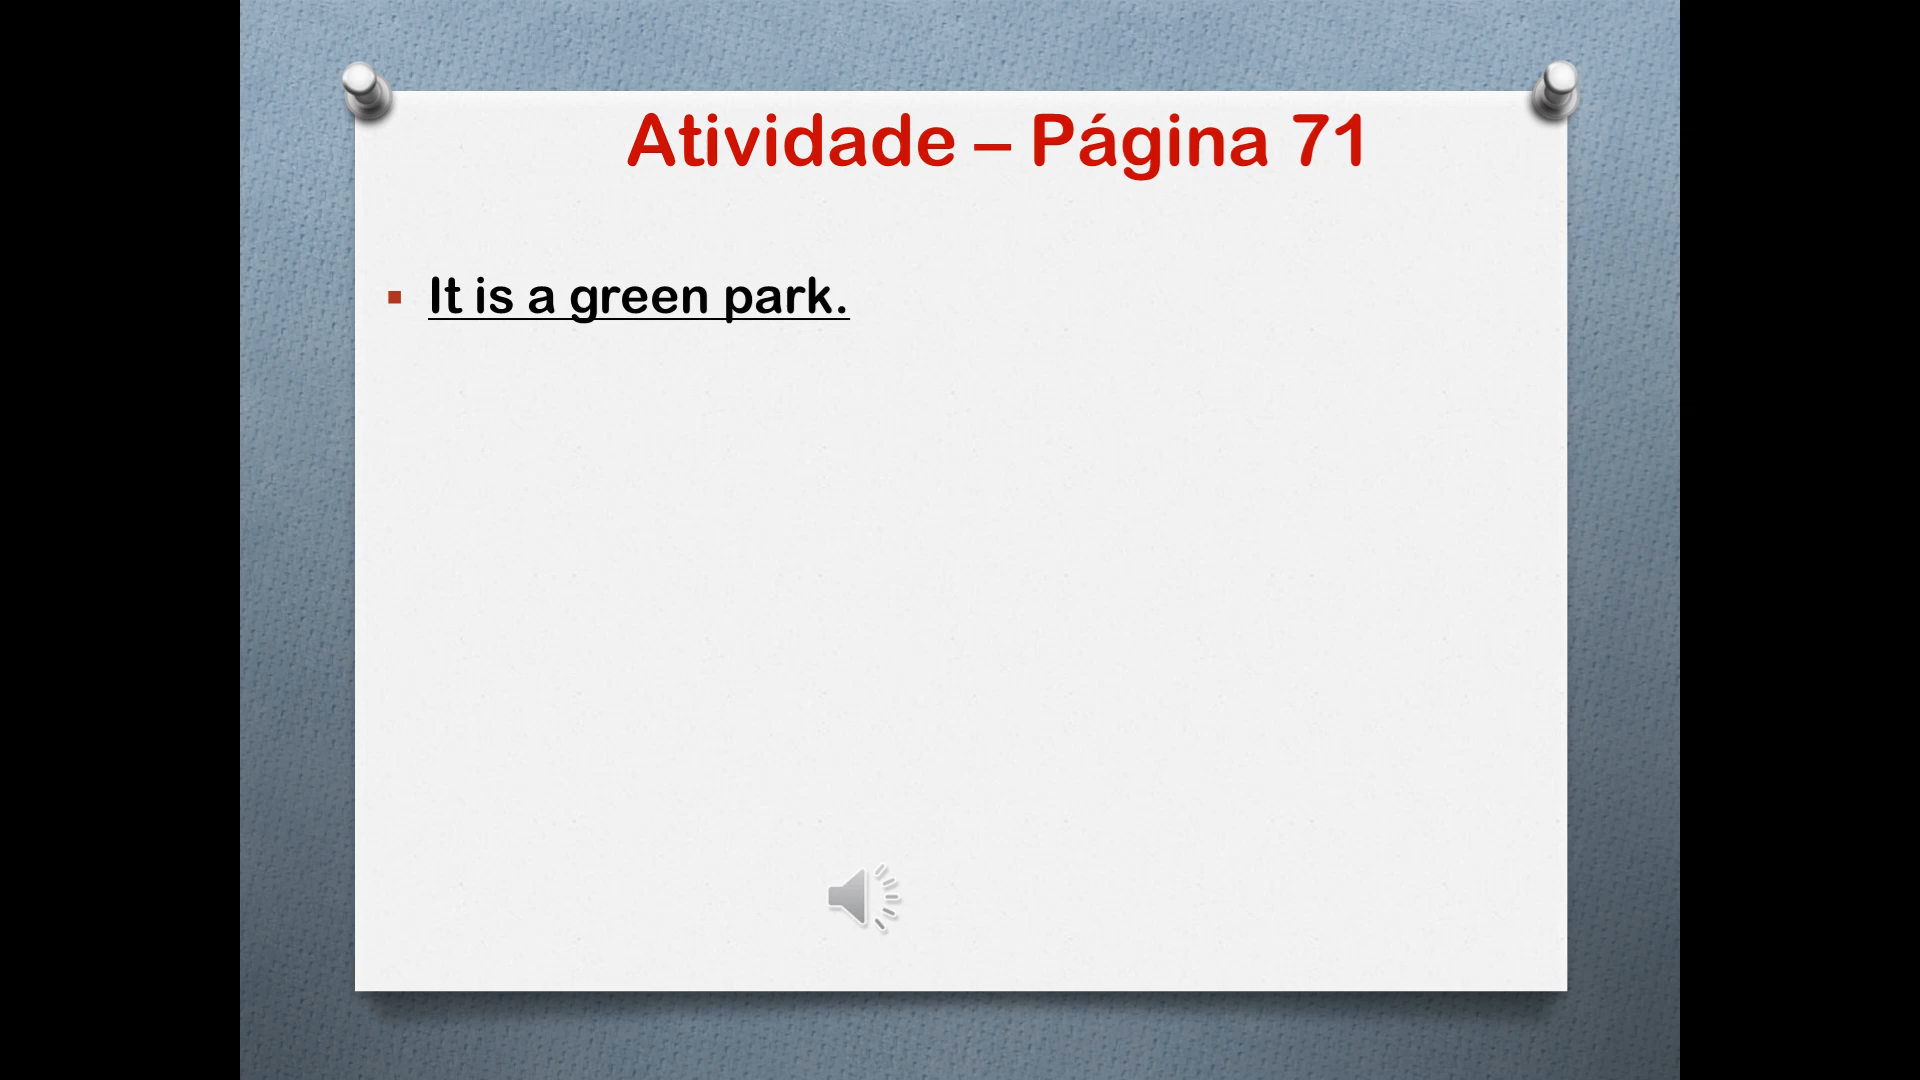 Atividade – Página 71
It is a green park.